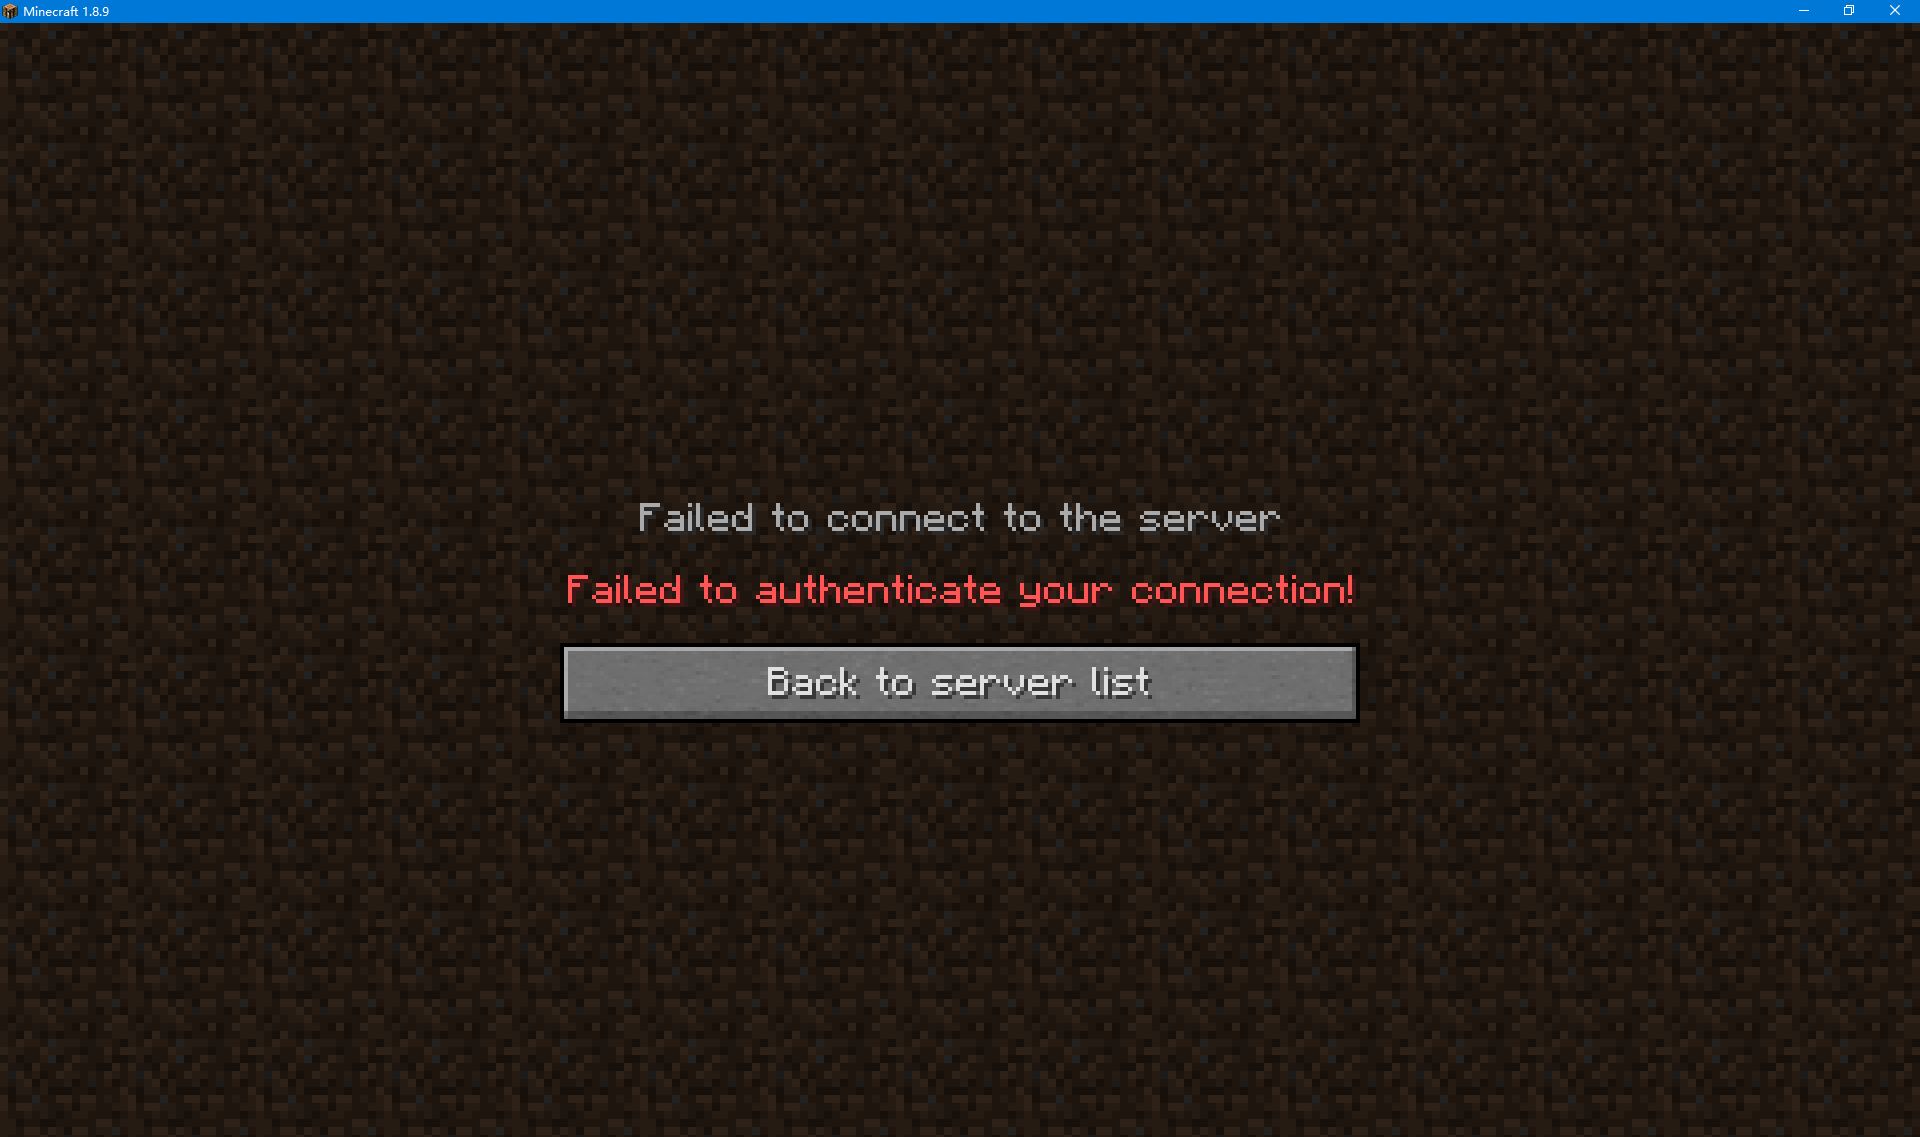 Minecraft 1.8.9
Failed to connect to the server
Failed to authenticate your connection!
Back to server list